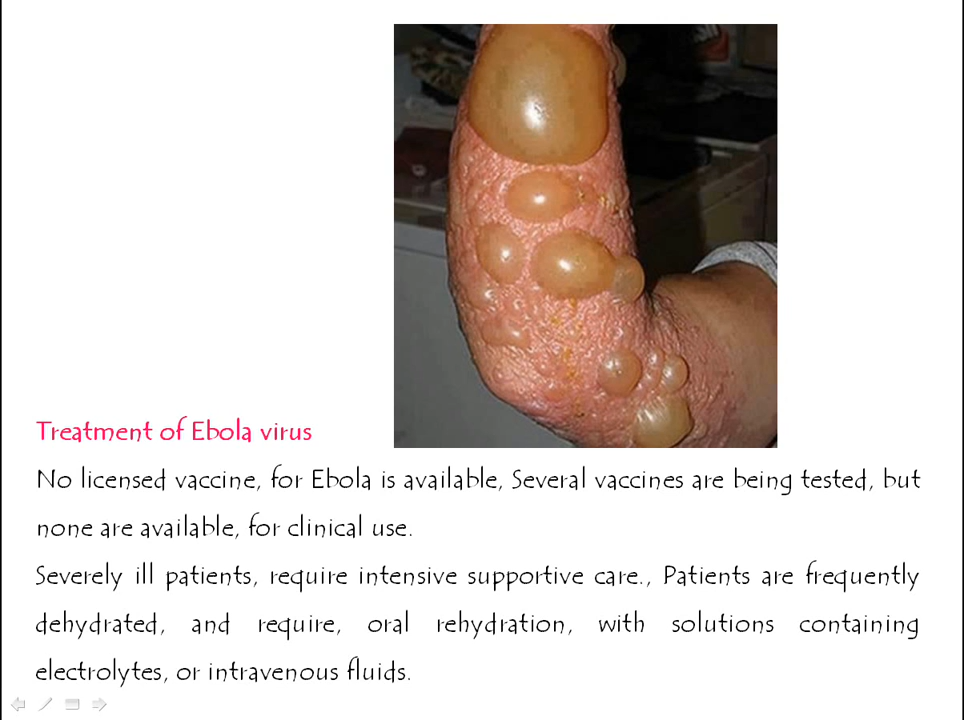 Treatment of Ebola virus
No licensed vaccine, for Ebola is available, Several vaccines are being tested, but
none are available, for clinical use.
Severely ill patients, require intensive supportive care., Patients are frequently
dehydrated, and require, oral rehydration, with solutions containing
electrolytes, or intravenous fluids.